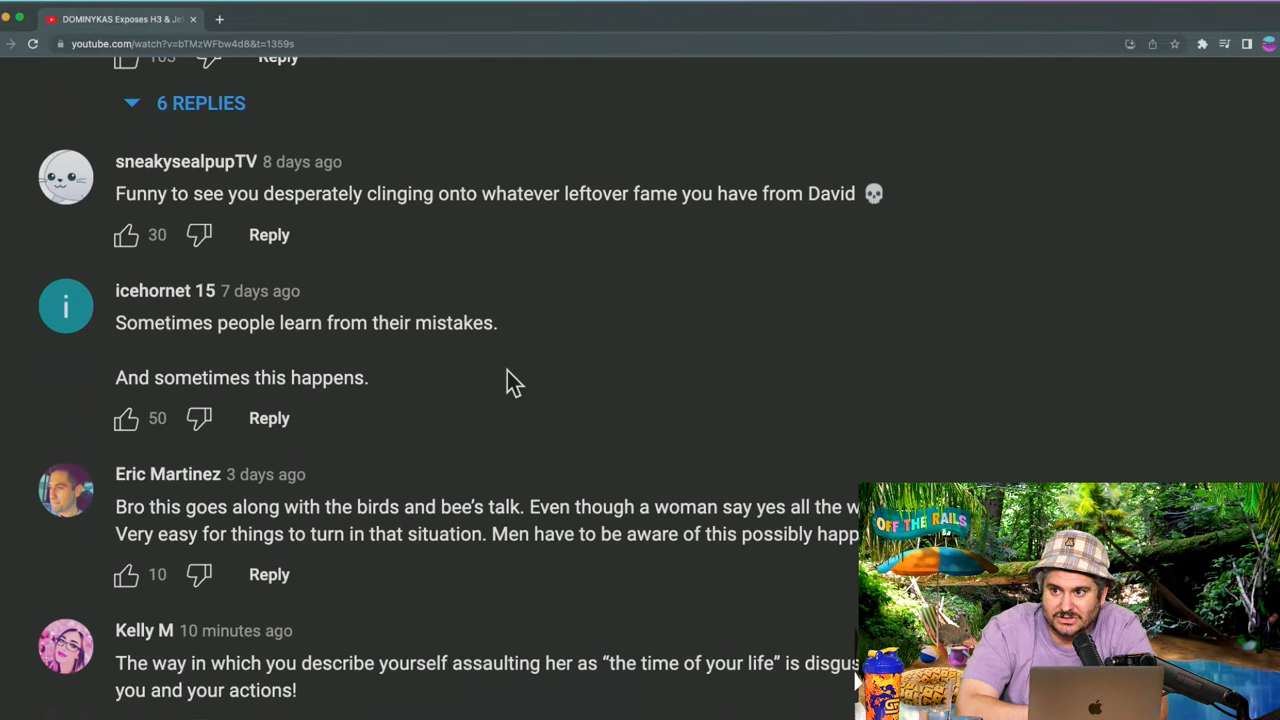 DOMINYKAS Exposes H3 & Je
youtube.com/watch?v=bTMzWFbw4d8&t=1359s
103 Reply
6 REPLIES
sneakysealpupTV 8 days ago
Funny to see you desperately clinging onto whatever leftover fame you have from David 💀
30 Reply
i
icehornet 15 7 days ago
Sometimes people learn from their mistakes.
And sometimes this happens.
50 Reply
Eric Martinez 3 days ago
Bro this goes along with the birds and bee's talk. Even though a woman say yes all the w
Very easy for things to turn in that situation. Men have to be aware of this possibly happ
10 Reply
OFF THE RAILS
Kelly M 10 minutes ago
The way in which you describe yourself assaulting her as “the time of your life” is disgus
you and your actions!